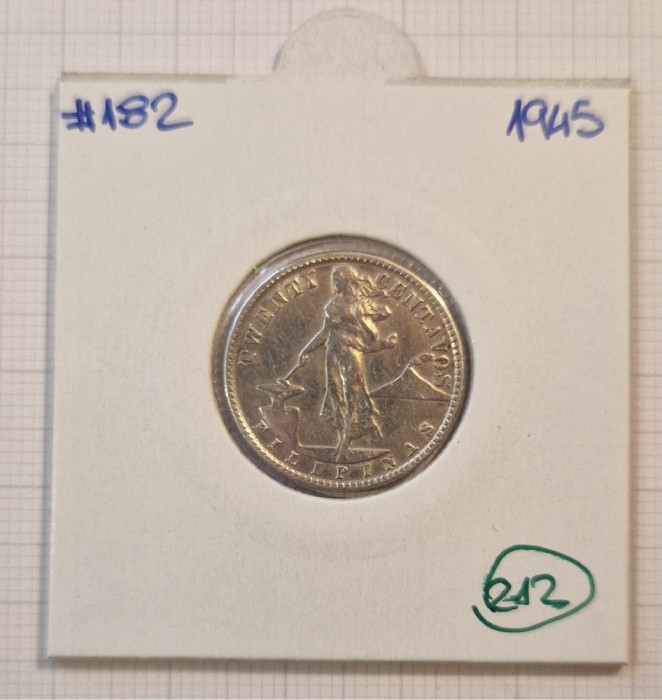 #182 1945
TWENTY CENTAVOS
FILIPINAS
212